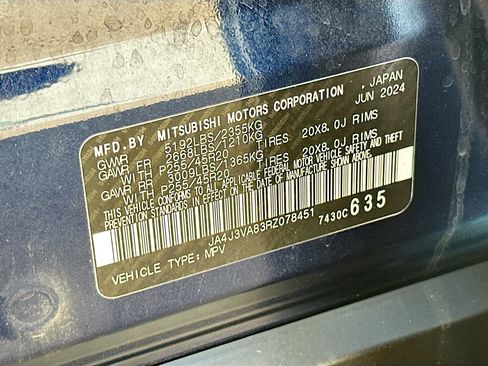 MFD.BY MITSUBISHI MOTORS CORPORATION JAPAN
GVWR 5192LBS/2355KG JUN 2024
GAWR FR 2668LBS/1210KG
WITH P255/45R20 TIRES 20X8.0J RIMS
GAWR RR 3009LBS/1365KG
WITH P255/45R20 TIRES 20X8.0J RIMS
THIS VEHICLE CONFORMS TO ALL APPLICABLE FEDERAL MOTOR VEHICLE SAFETY AND
THEFT PREVENTION STANDARDS IN EFFECT ON THE DATE OF MANUFACTURE SHOWN ABOVE.
JA4J3VA83RZ078451 7430C 635
VEHICLE TYPE: MPV